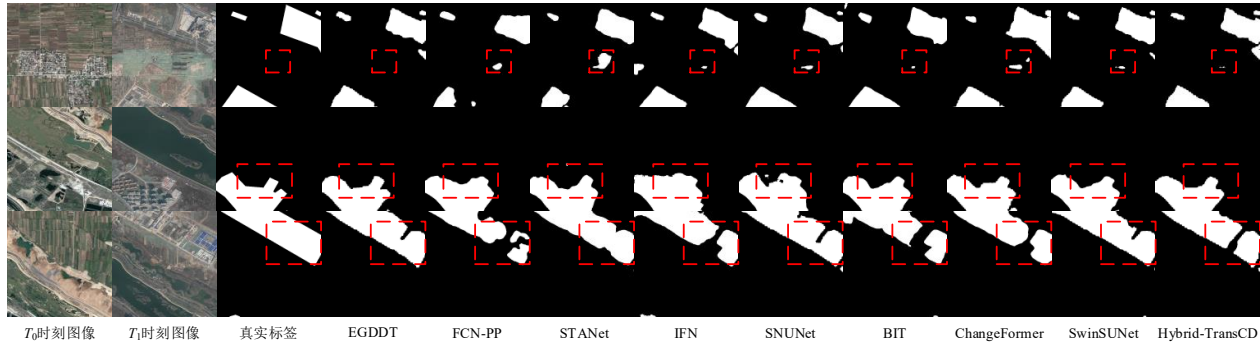 T₀时刻图像 T₁时刻图像 真实标签 EGDDT FCN-PP STANet IFN SNUNet BIT ChangeFormer SwinSUNet Hybrid-TransCD